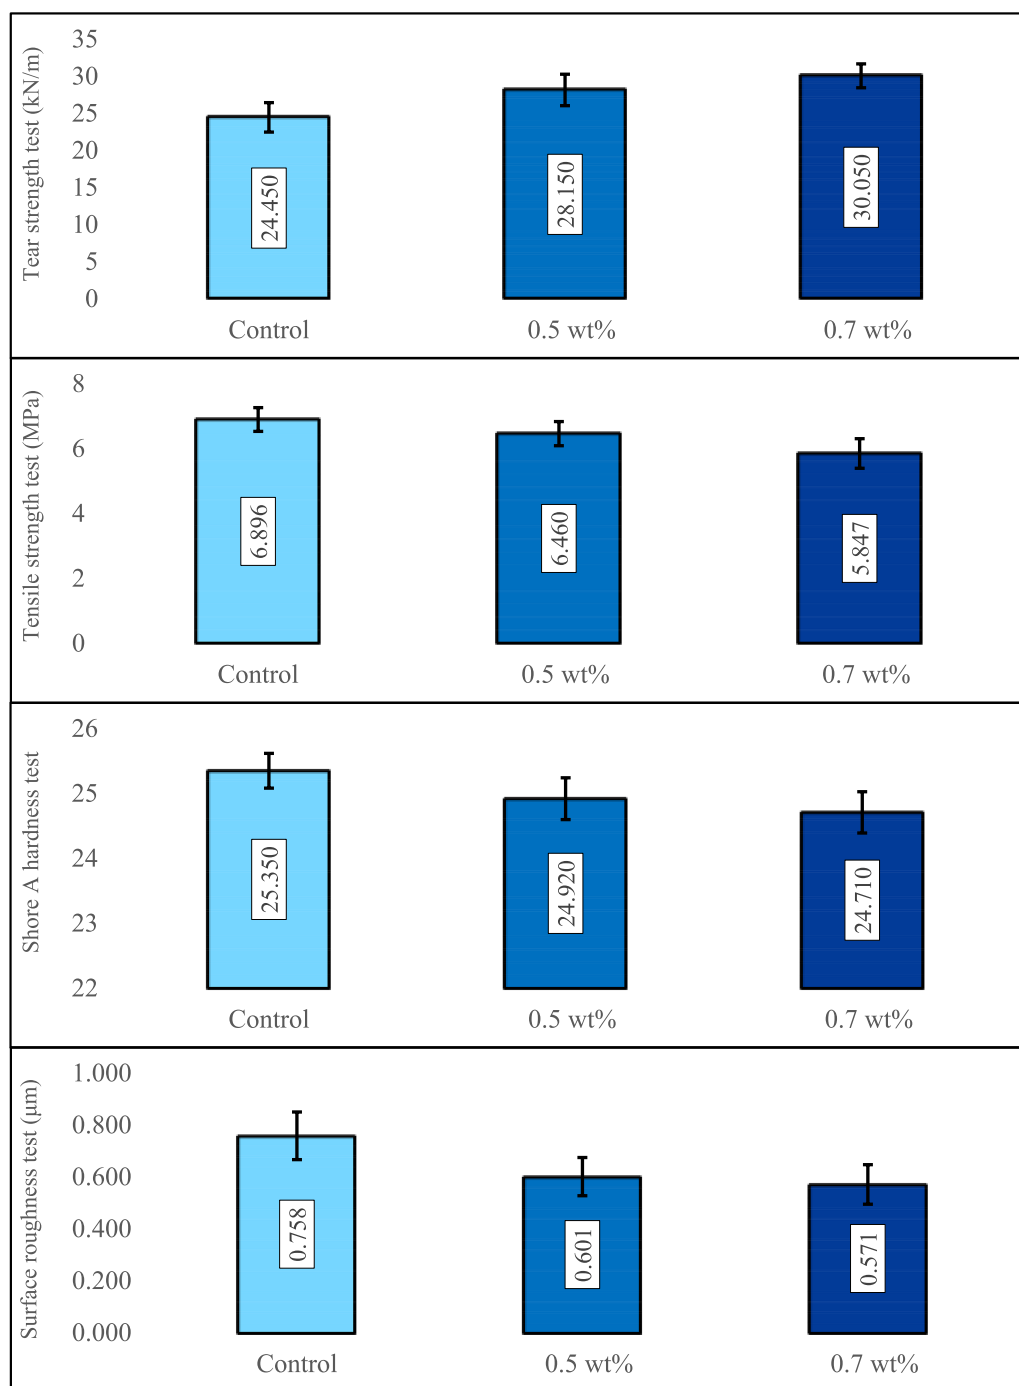 Tear strength test (kN/m)
35
30
25
20
15
10
5
0
24.450
28.150
30.050
Control
0.5 wt%
0.7 wt%
Tensile strength test (MPa)
8
6
4
2
0
6.896
6.460
5.847
Control
0.5 wt%
0.7 wt%
Shore A hardness test
26
25
24
23
22
25.350
24.920
24.710
Control
0.5 wt%
0.7 wt%
Surface roughness test (µm)
1.000
0.800
0.600
0.400
0.200
0.000
0.758
0.601
0.571
Control
0.5 wt%
0.7 wt%